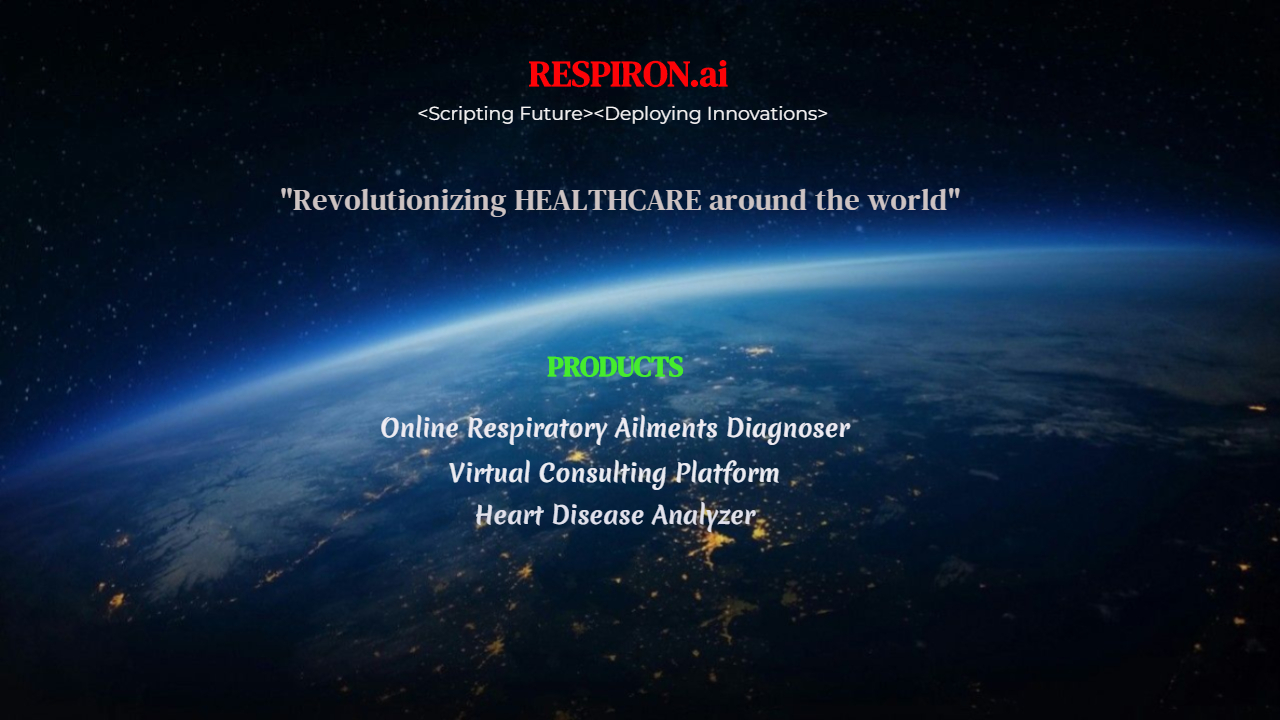 RESPIRON.ai
<Scripting Future><Deploying Innovations>
"Revolutionizing HEALTHCARE around the world"
PRODUCTS
Online Respiratory Ailments Diagnoser
Virtual Consulting Platform
Heart Disease Analyzer